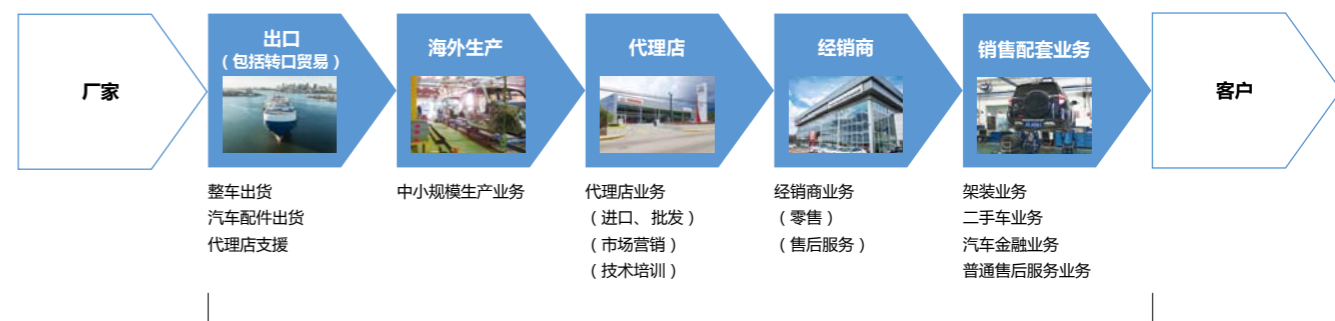 厂家
出口
（包括转口贸易）
整车出货
汽车配件出货
代理店支援
海外生产
中小规模生产业务
代理店
代理店业务
（进口、批发）
（市场营销）
（技术培训）
经销商
经销商业务
（零售）
（售后服务）
销售配套业务
架装业务
二手车业务
汽车金融业务
普通售后服务业务
客户